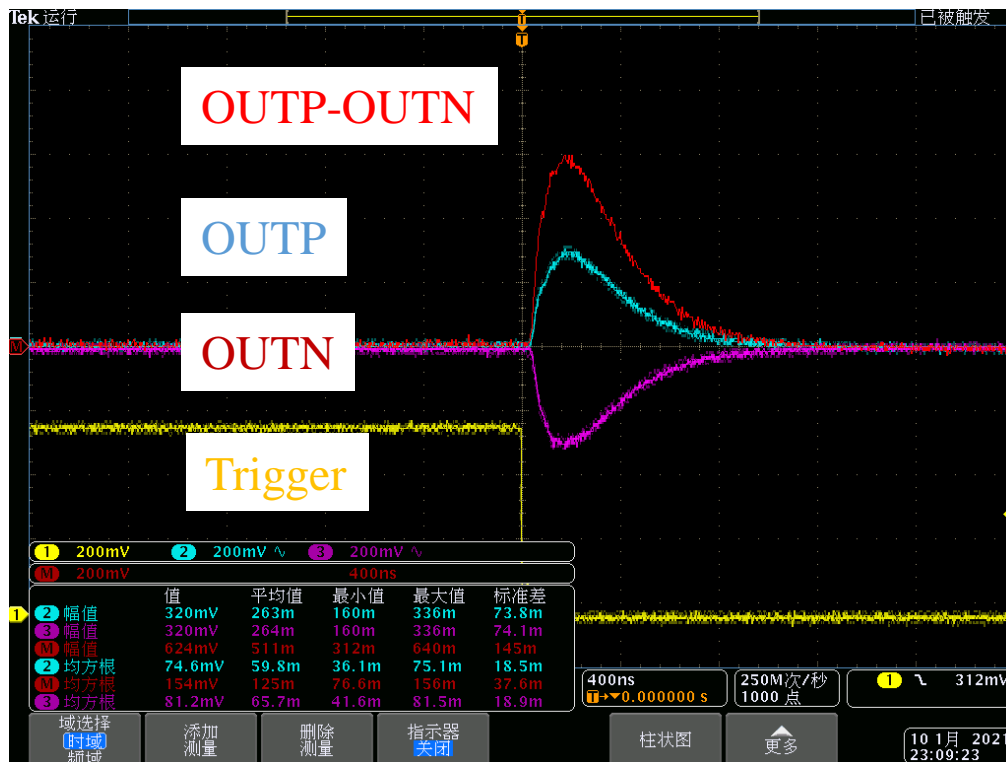 Tek 运行
已被触发
T
T
OUTP-OUTN
OUTP
M
OUTN
Trigger
1 200mV 2 200mV ∿ 3 200mV ∿
M 200mV 400ns
值 平均值 最小值 最大值 标准差
1
2 幅值 320mV 263m 160m 336m 73.8m
3 幅值 320mV 264m 160m 336m 74.1m
M 幅值 624mV 511m 312m 640m 145m
2 均方根 74.6mV 59.8m 36.1m 75.1m 18.5m
M 均方根 154mV 125m 76.6m 156m 37.6m
3 均方根 81.2mV 65.7m 41.6m 81.5m 18.9m
400ns
T→▼0.000000 s
250M次/秒
1000 点
1 312mV
域选择
时域
频域
添加
测量
删除
测量
指示器
关闭
柱状图
更多
10 1月 2021
23:09:23